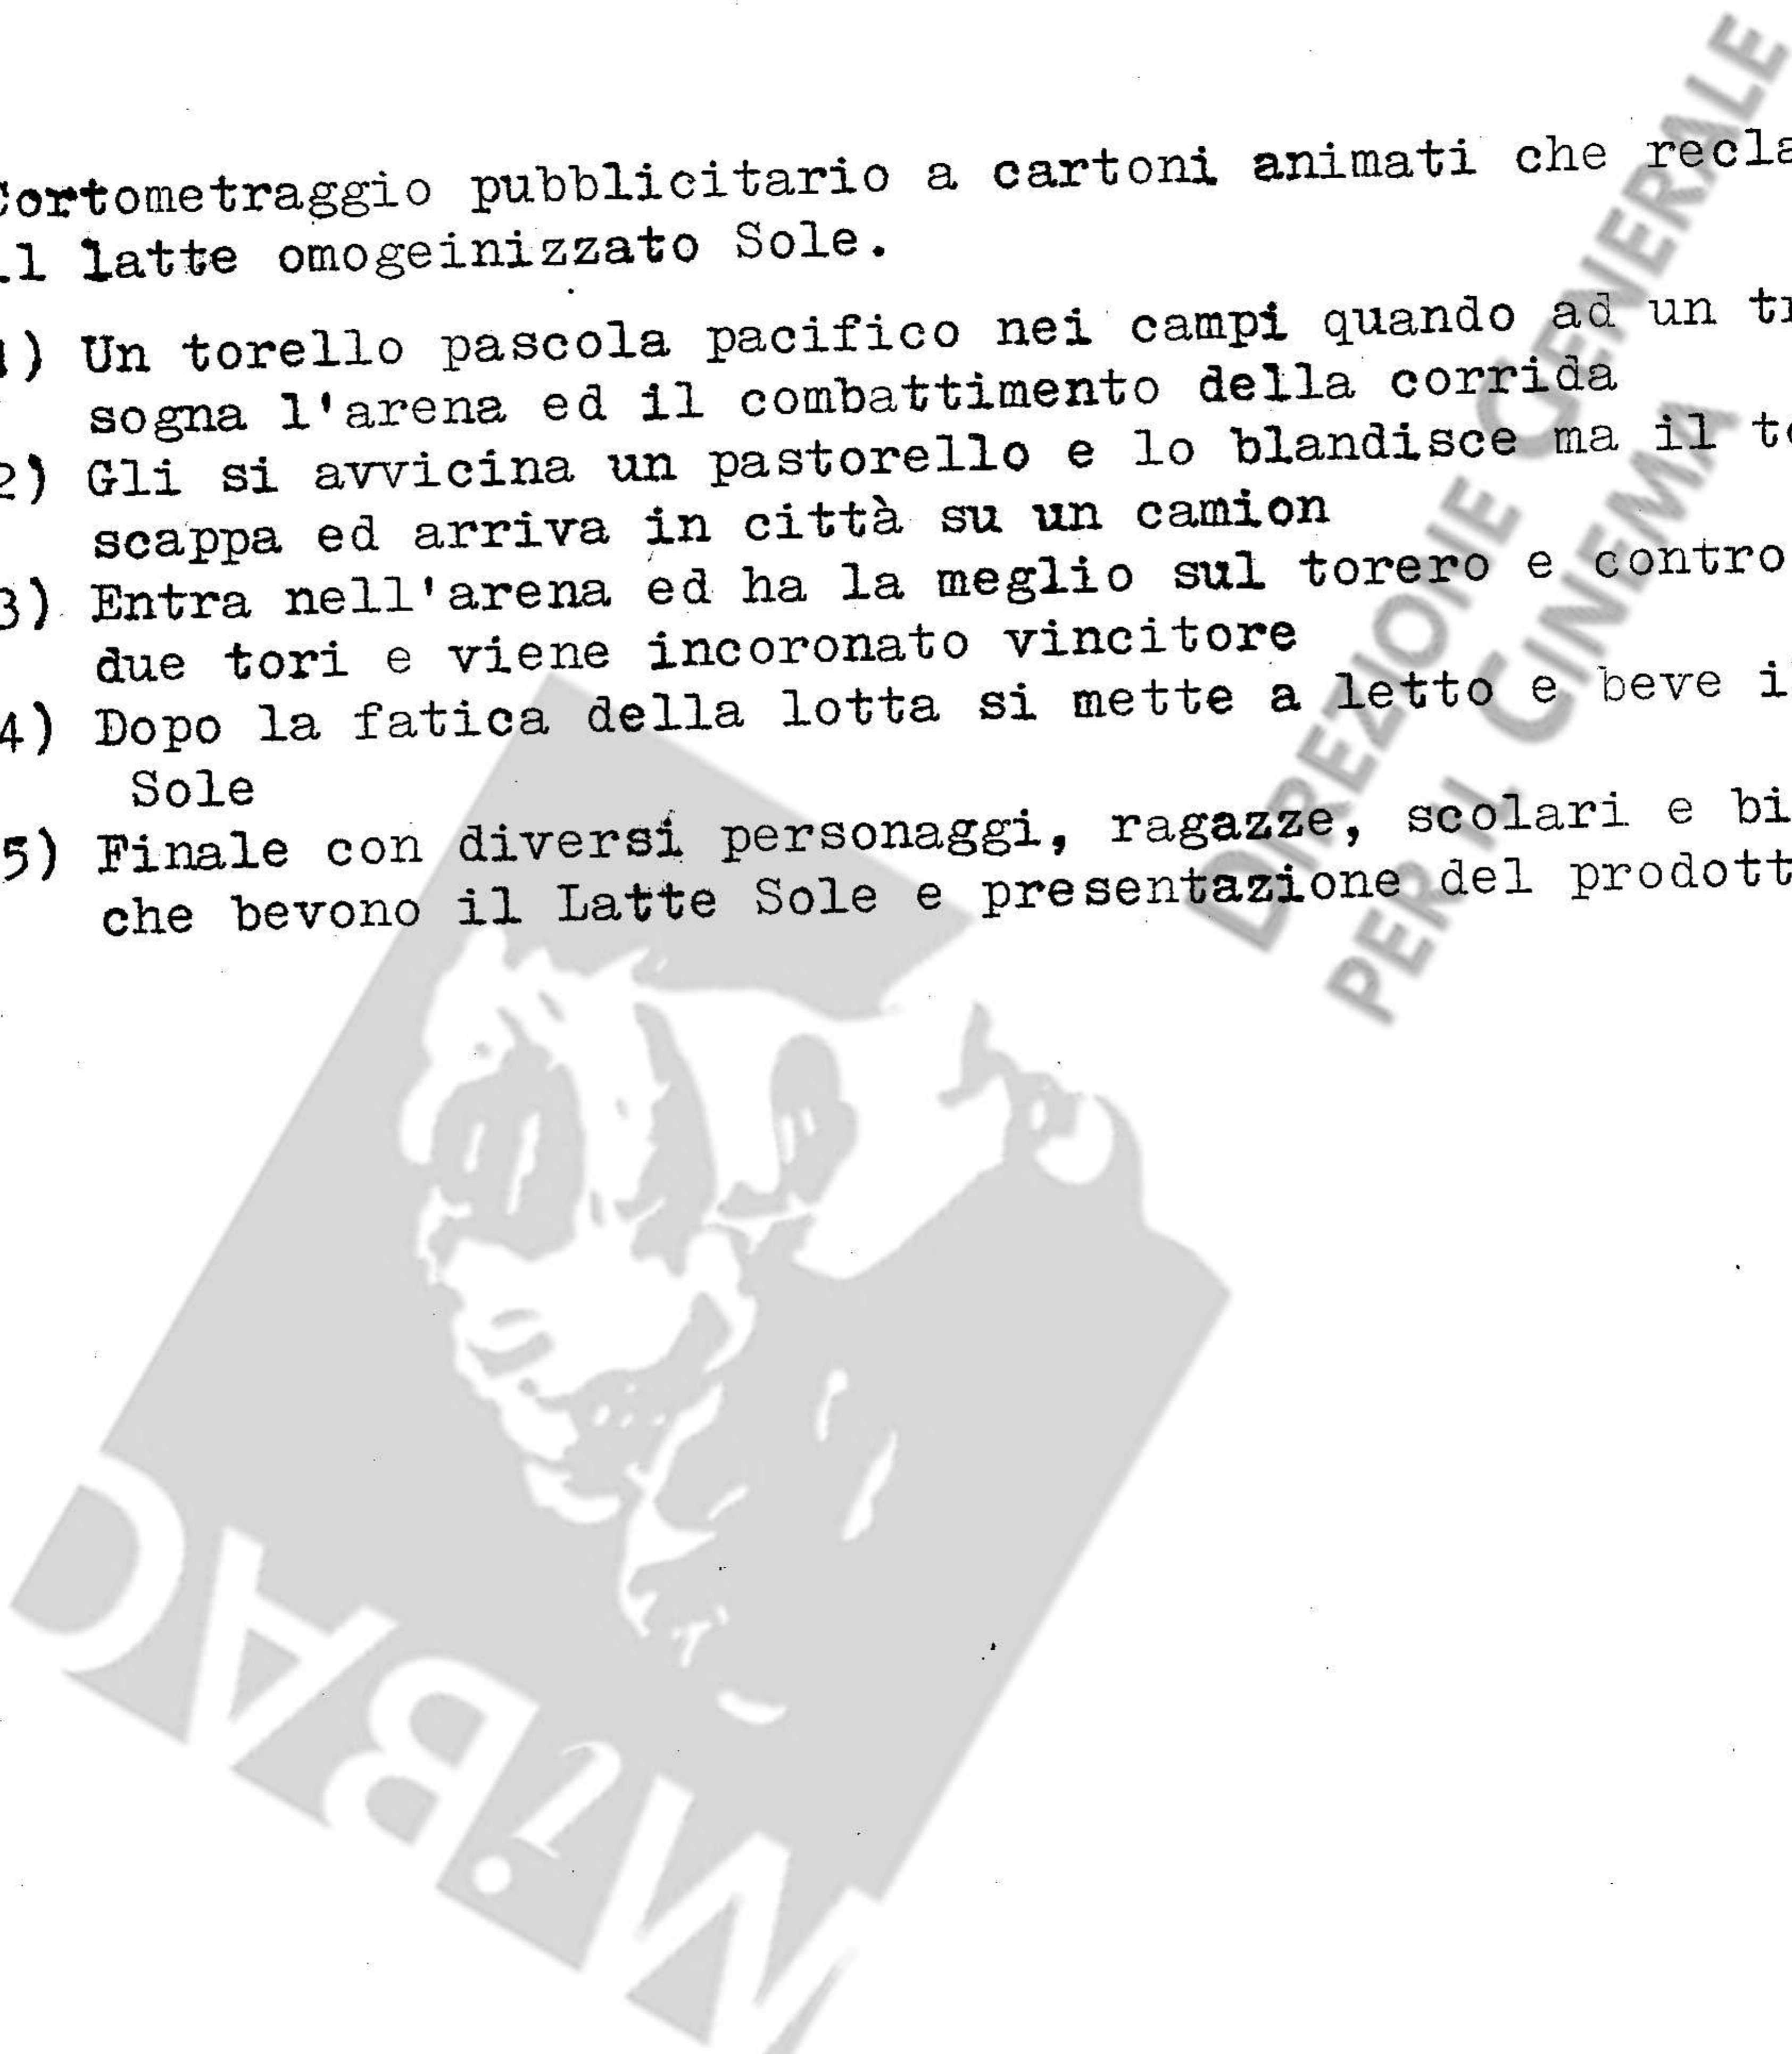 Cortometraggio pubblicitario a cartoni animati che recla
il latte omogeinizzato Sole.
1) Un torello pascola pacifico nei campi quando ad un tr
sogna l'arena ed il combattimento della corrida
2) Gli si avvicina un pastorello e lo blandisce ma il to
scappa ed arriva in città su un camion
3) Entra nell'arena ed ha la meglio sul torero e contro
due tori e viene incoronato vincitore
4) Dopo la fatica della lotta si mette a letto e beve i
Sole
5) Finale con diversi personaggi, ragazze, scolari e bi
che bevono il Latte Sole e presentazione del prodott
DIREZIONE GENERALE
PER IL CINEMA
MiBAC